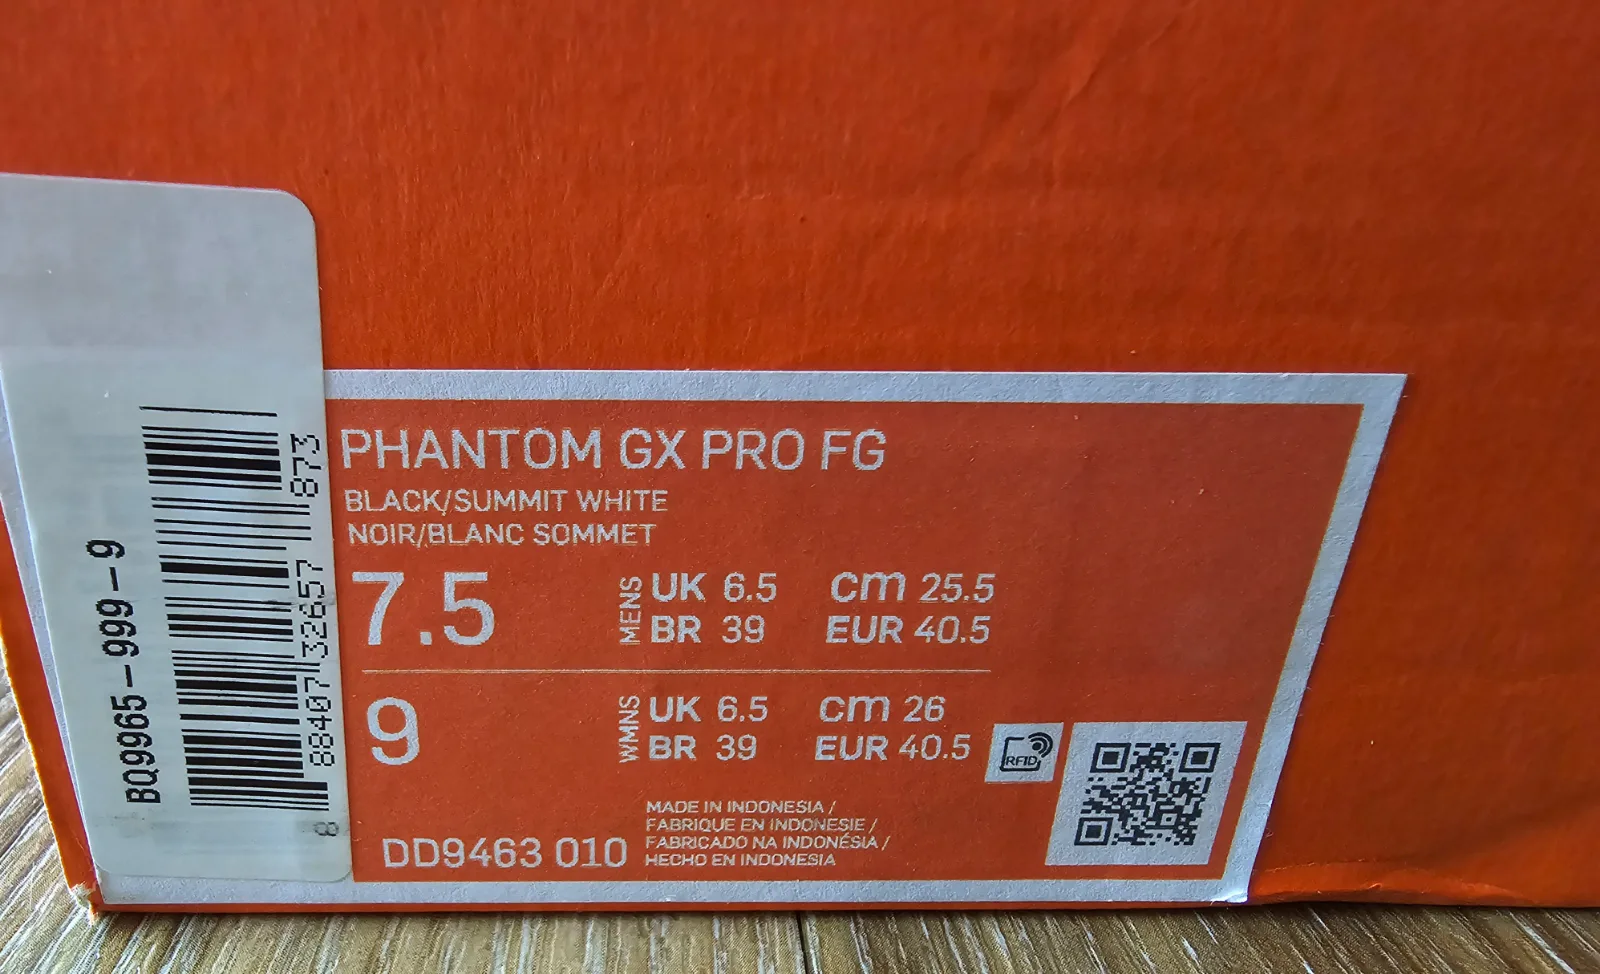 PHANTOM GX PRO FG
BLACK/SUMMIT WHITE
NOIR/BLANC SOMMET
7.5 MENS UK 6.5 cm 25.5
BR 39 EUR 40.5
9 WMNS UK 6.5 cm 26
BR 39 EUR 40.5
RFID
DD9463 010
MADE IN INDONESIA /
FABRIQUE EN INDONESIE /
FABRICADO NA INDONÉSIA /
HECHO EN INDONESIA
BQ9965-999-9
8 88407 32657 873